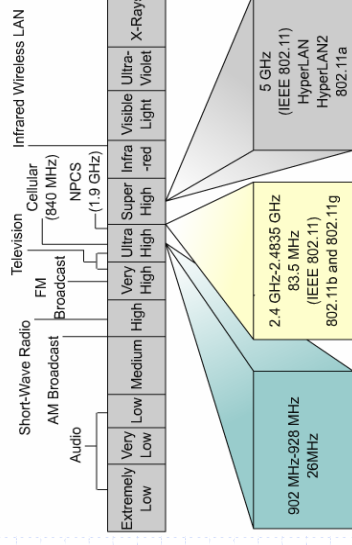 Audio
AM Broadcast
Short-Wave Radio
FM
Broadcast
Television
Cellular
(840 MHz)
NPCS
(1.9 GHz)
Infrared Wireless LAN
Extremely
Low
Very
Low
Low
Medium
High
Very
High
Ultra
High
Super
High
Infra
-red
Visible
Light
Ultra-
Violet
X-Rays
902 MHz-928 MHz
26MHz
2.4 GHz-2.4835 GHz
83.5 MHz
(IEEE 802.11)
802.11b and 802.11g
5 GHz
(IEEE 802.11)
HyperLAN
HyperLAN2
802.11a